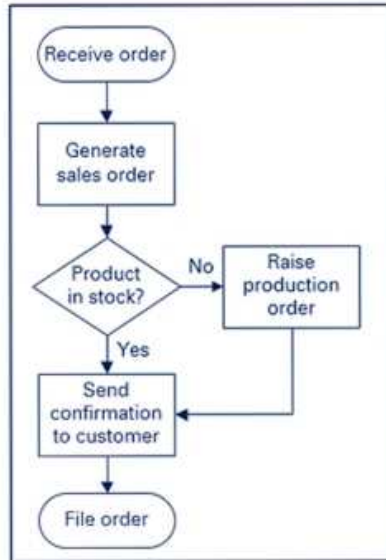 Receive order
Generate
sales order
Product
in stock?
No
Raise
production
order
Yes
Send
confirmation
to customer
File order